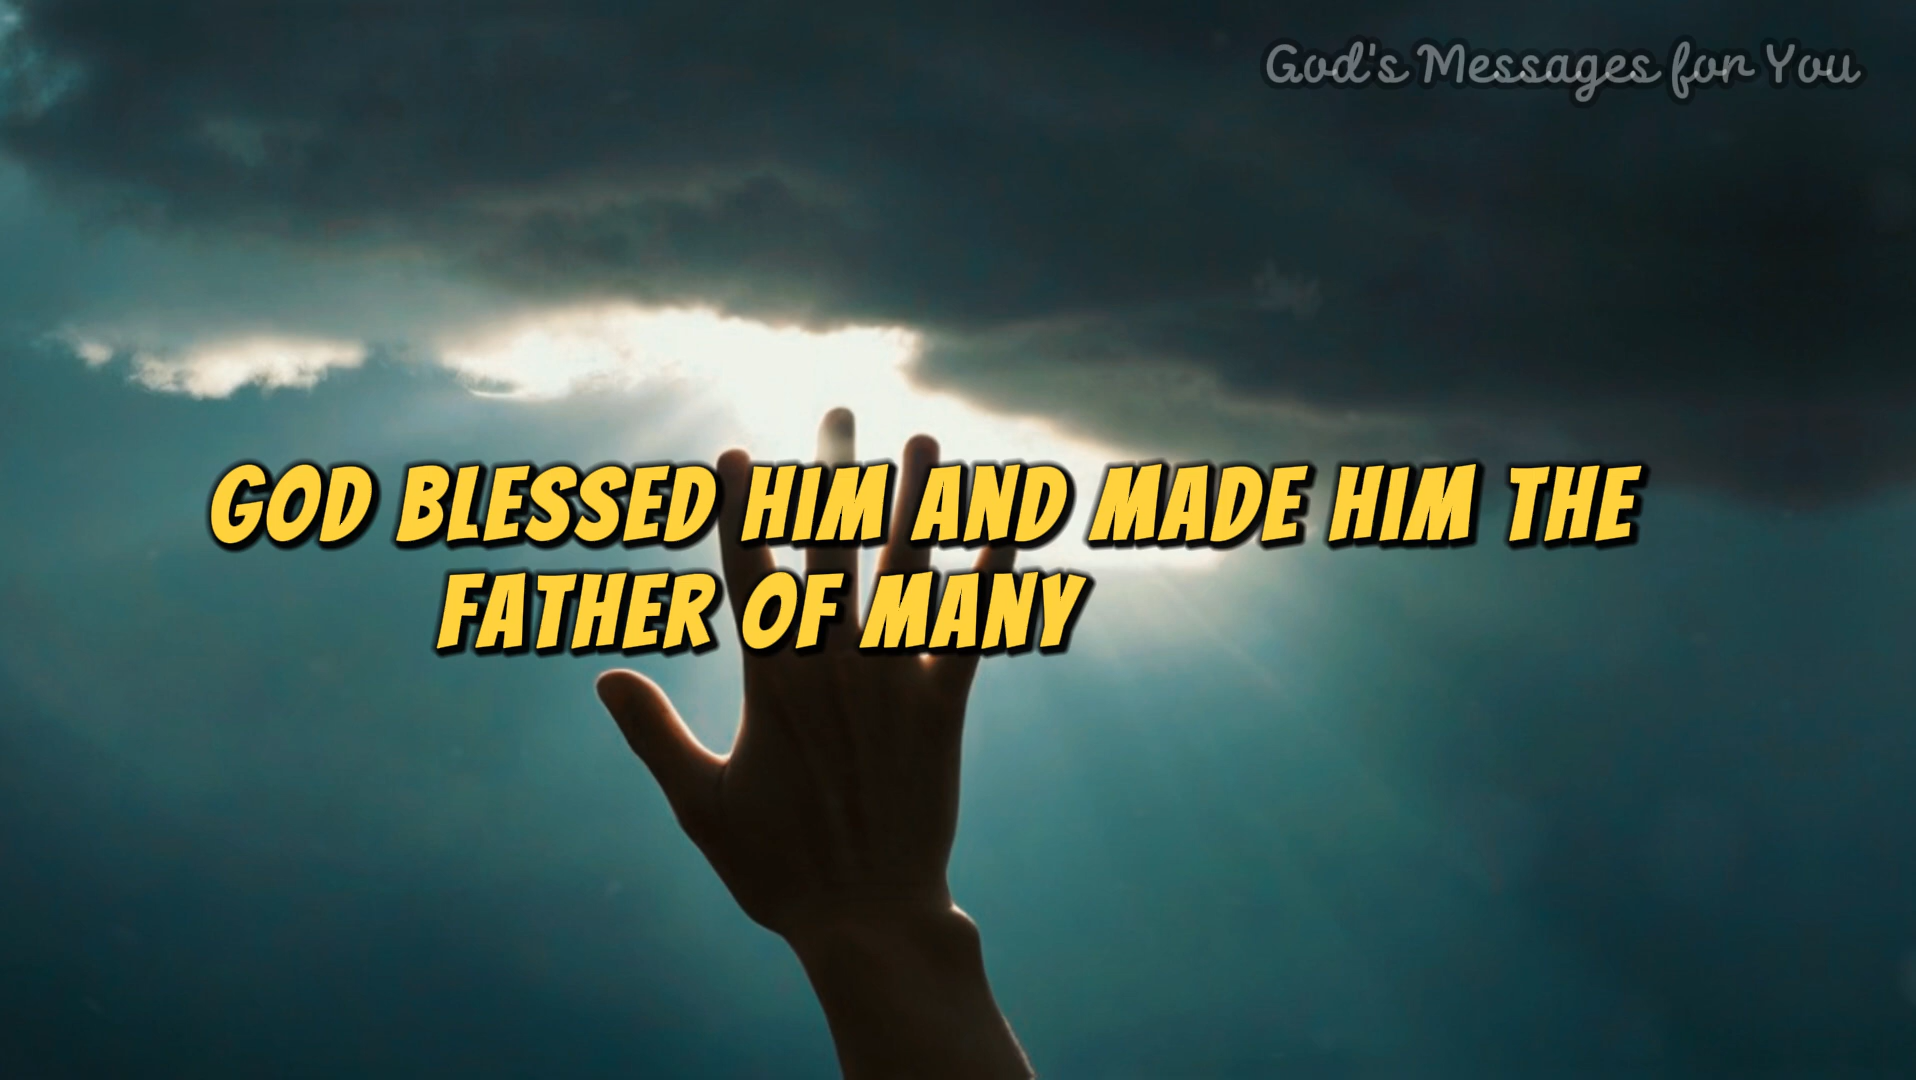 God's Messages for You
GOD BLESSED HIM AND MADE HIM THE
FATHER OF MANY